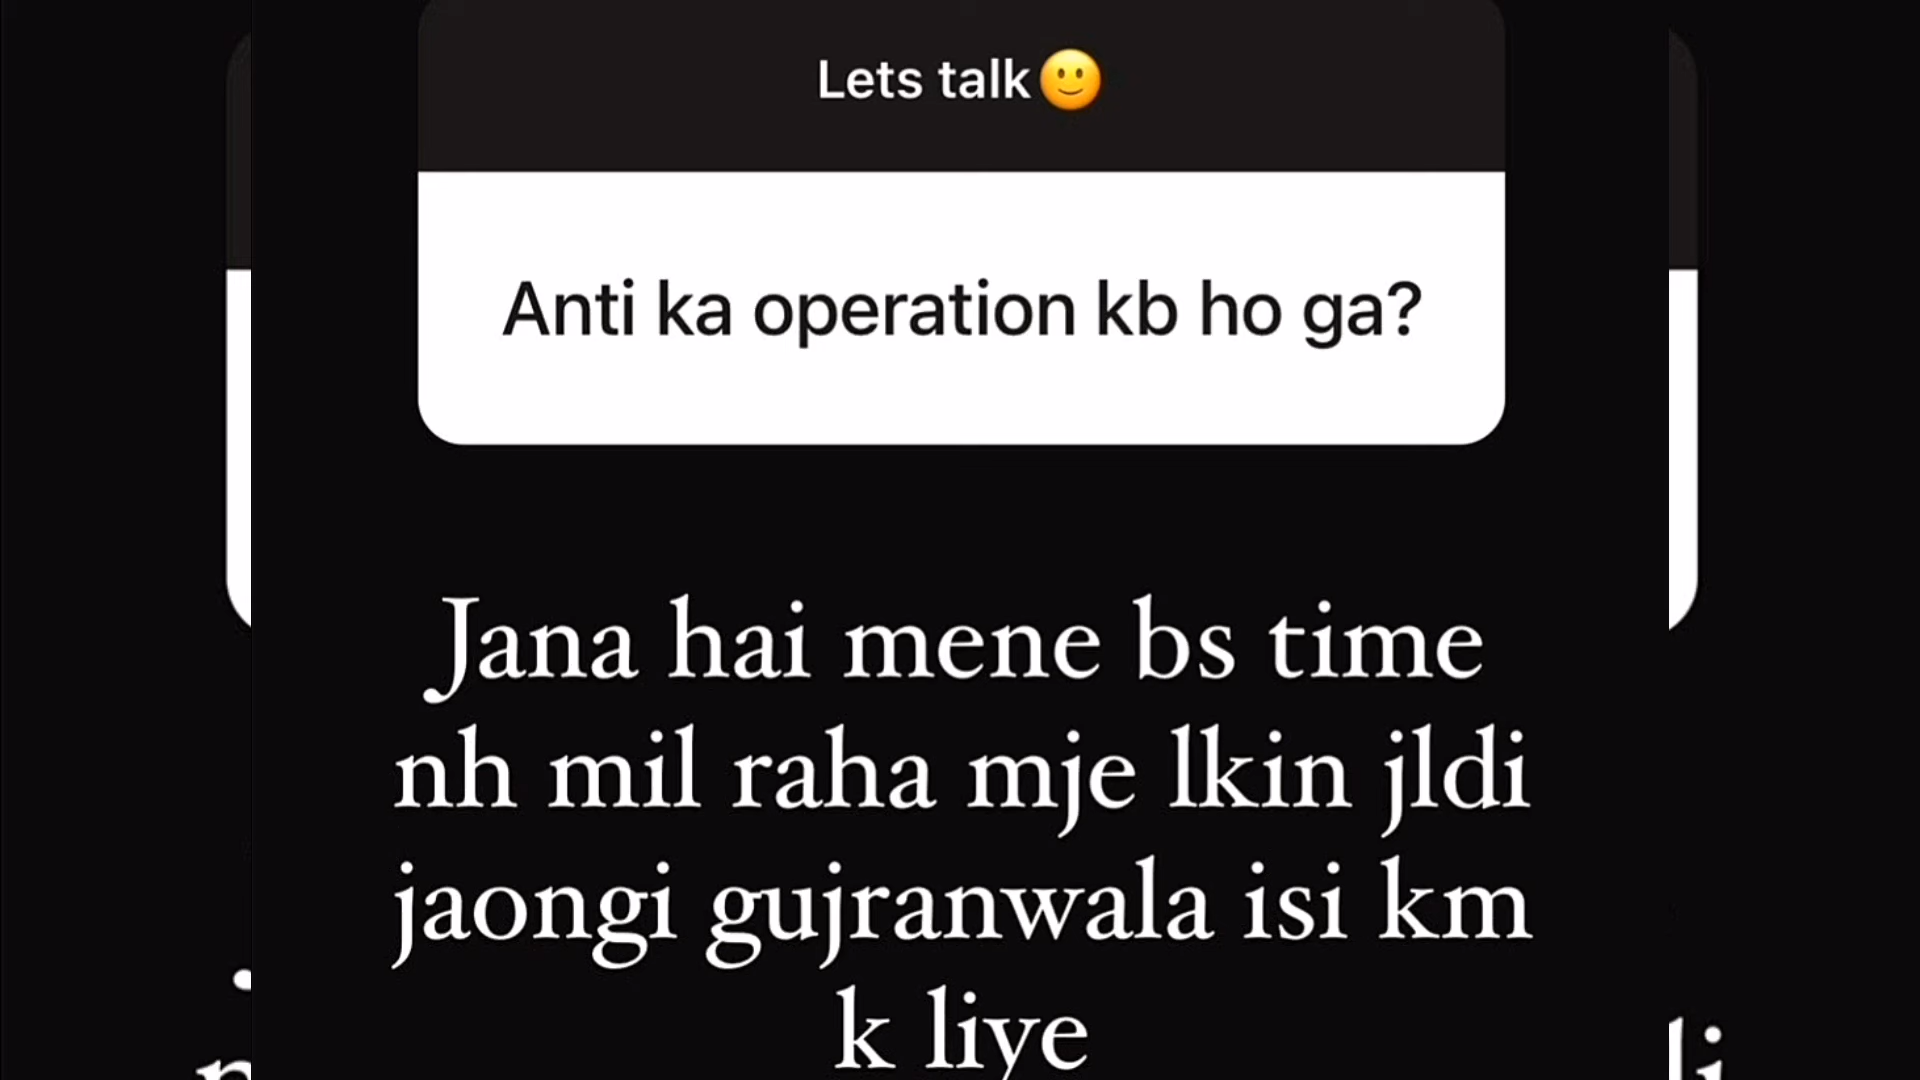 Lets talk🙂
Anti ka operation kb ho ga?
Jana hai mene bs time
nh mil raha mje lkin jldi
jaongi gujranwala isi km
k liye